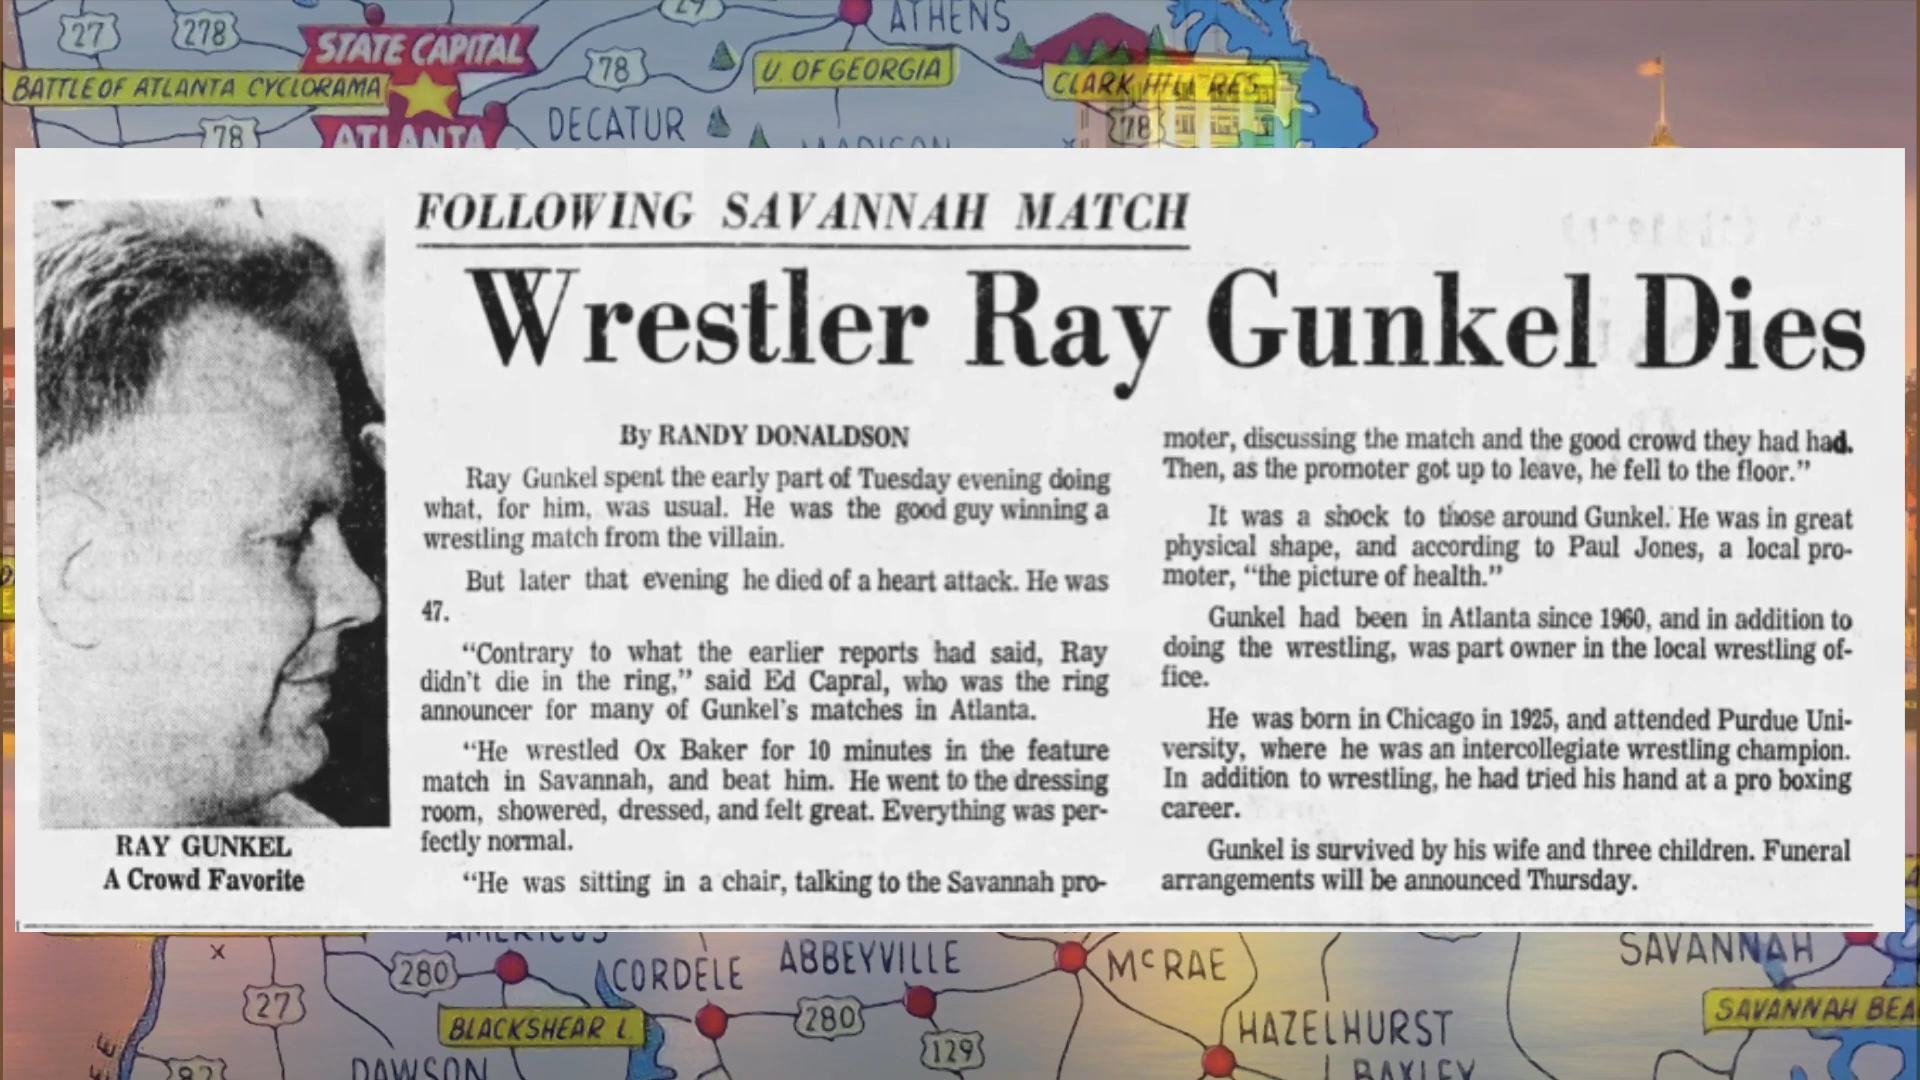 27
278
STATE CAPITAL
29
ATHENS
78
U. OF GEORGIA
BATTLE OF ATLANTA CYCLORAMA
CLARK HILL RES.
78
ATLANTA
DECATUR
78
MADISON
FOLLOWING SAVANNAH MATCH
Wrestler Ray Gunkel Dies
RAY GUNKEL
A Crowd Favorite
By RANDY DONALDSON
Ray Gunkel spent the early part of Tuesday evening doing
what, for him, was usual. He was the good guy winning a
wrestling match from the villain.
But later that evening he died of a heart attack. He was
47.
"Contrary to what the earlier reports had said, Ray
didn't die in the ring," said Ed Capral, who was the ring
announcer for many of Gunkel's matches in Atlanta.
"He wrestled Ox Baker for 10 minutes in the feature
match in Savannah, and beat him. He went to the dressing
room, showered, dressed, and felt great. Everything was per-
fectly normal.
"He was sitting in a chair, talking to the Savannah pro-
moter, discussing the match and the good crowd they had had.
Then, as the promoter got up to leave, he fell to the floor."
It was a shock to those around Gunkel. He was in great
physical shape, and according to Paul Jones, a local pro-
moter, "the picture of health."
Gunkel had been in Atlanta since 1960, and in addition to
doing the wrestling, was part owner in the local wrestling of-
fice.
He was born in Chicago in 1925, and attended Purdue Uni-
versity, where he was an intercollegiate wrestling champion.
In addition to wrestling, he had tried his hand at a pro boxing
career.
Gunkel is survived by his wife and three children. Funeral
arrangements will be announced Thursday.
AMERICUS
280
CORDELE
ABBEYVILLE
McRAE
SAVANNAH
27
BLACKSHEAR L.
280
129
HAZELHURST
SAVANNAH BEA
82
DAWSON
BAXLEY